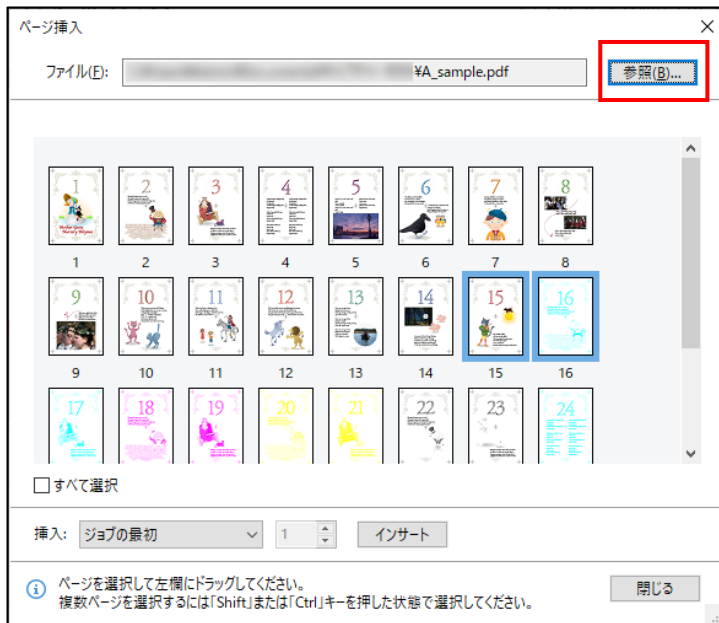 ページ挿入
ファイル(F): ¥A_sample.pdf 参照(B)...
1 2 3 4 5 6 7 8
1 2 3 4 5 6 7 8
9 10 11 12 13 14 15 16
9 10 11 12 13 14 15 16
17 18 19 20 21 22 23 24
すべて選択
挿入: ジョブの最初 1 インサート
ページを選択して左欄にドラッグしてください。
複数ページを選択するには「Shift」または「Ctrl」キーを押した状態で選択してください。
閉じる